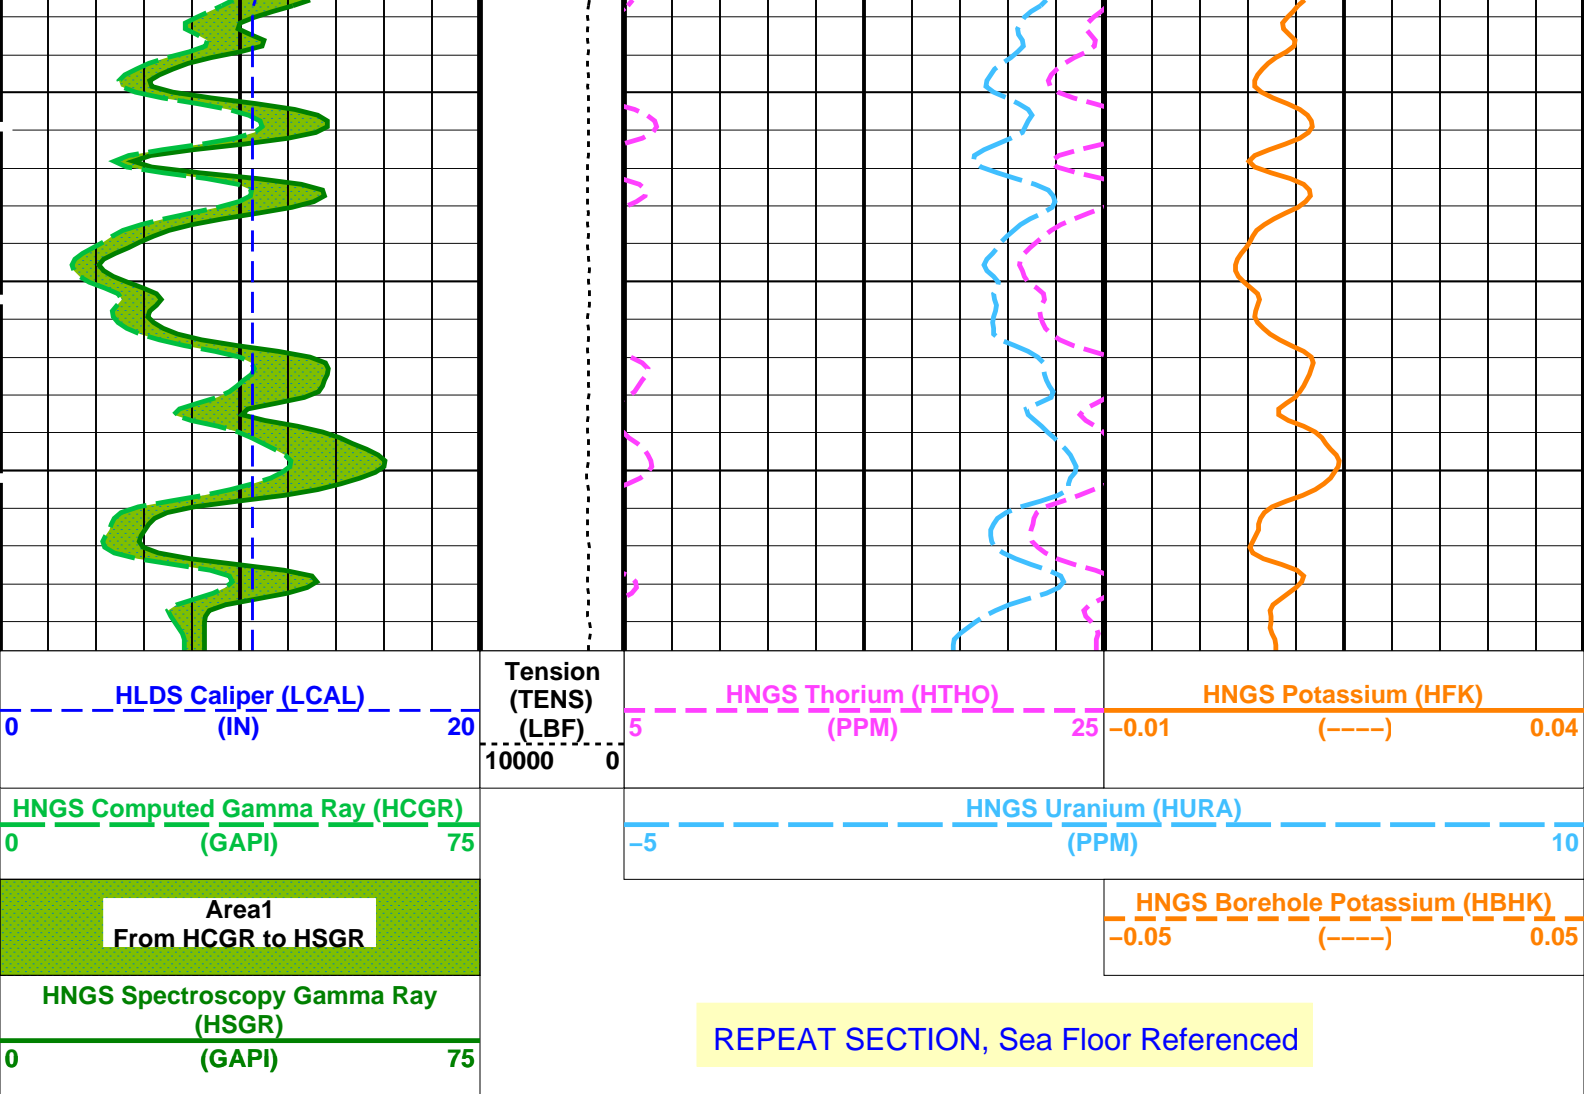 HLDS Caliper (LCAL)
0 (IN) 20
Tension
(TENS)
(LBF)
10000 0
HNGS Thorium (HTHO)
5 (PPM) 25
HNGS Potassium (HFK)
−0.01 (−−−−) 0.04
HNGS Computed Gamma Ray (HCGR)
0 (GAPI) 75
HNGS Uranium (HURA)
−5 (PPM) 10
Area1
From HCGR to HSGR
HNGS Borehole Potassium (HBHK)
−0.05 (−−−−) 0.05
HNGS Spectroscopy Gamma Ray
(HSGR)
0 (GAPI) 75
REPEAT SECTION, Sea Floor Referenced